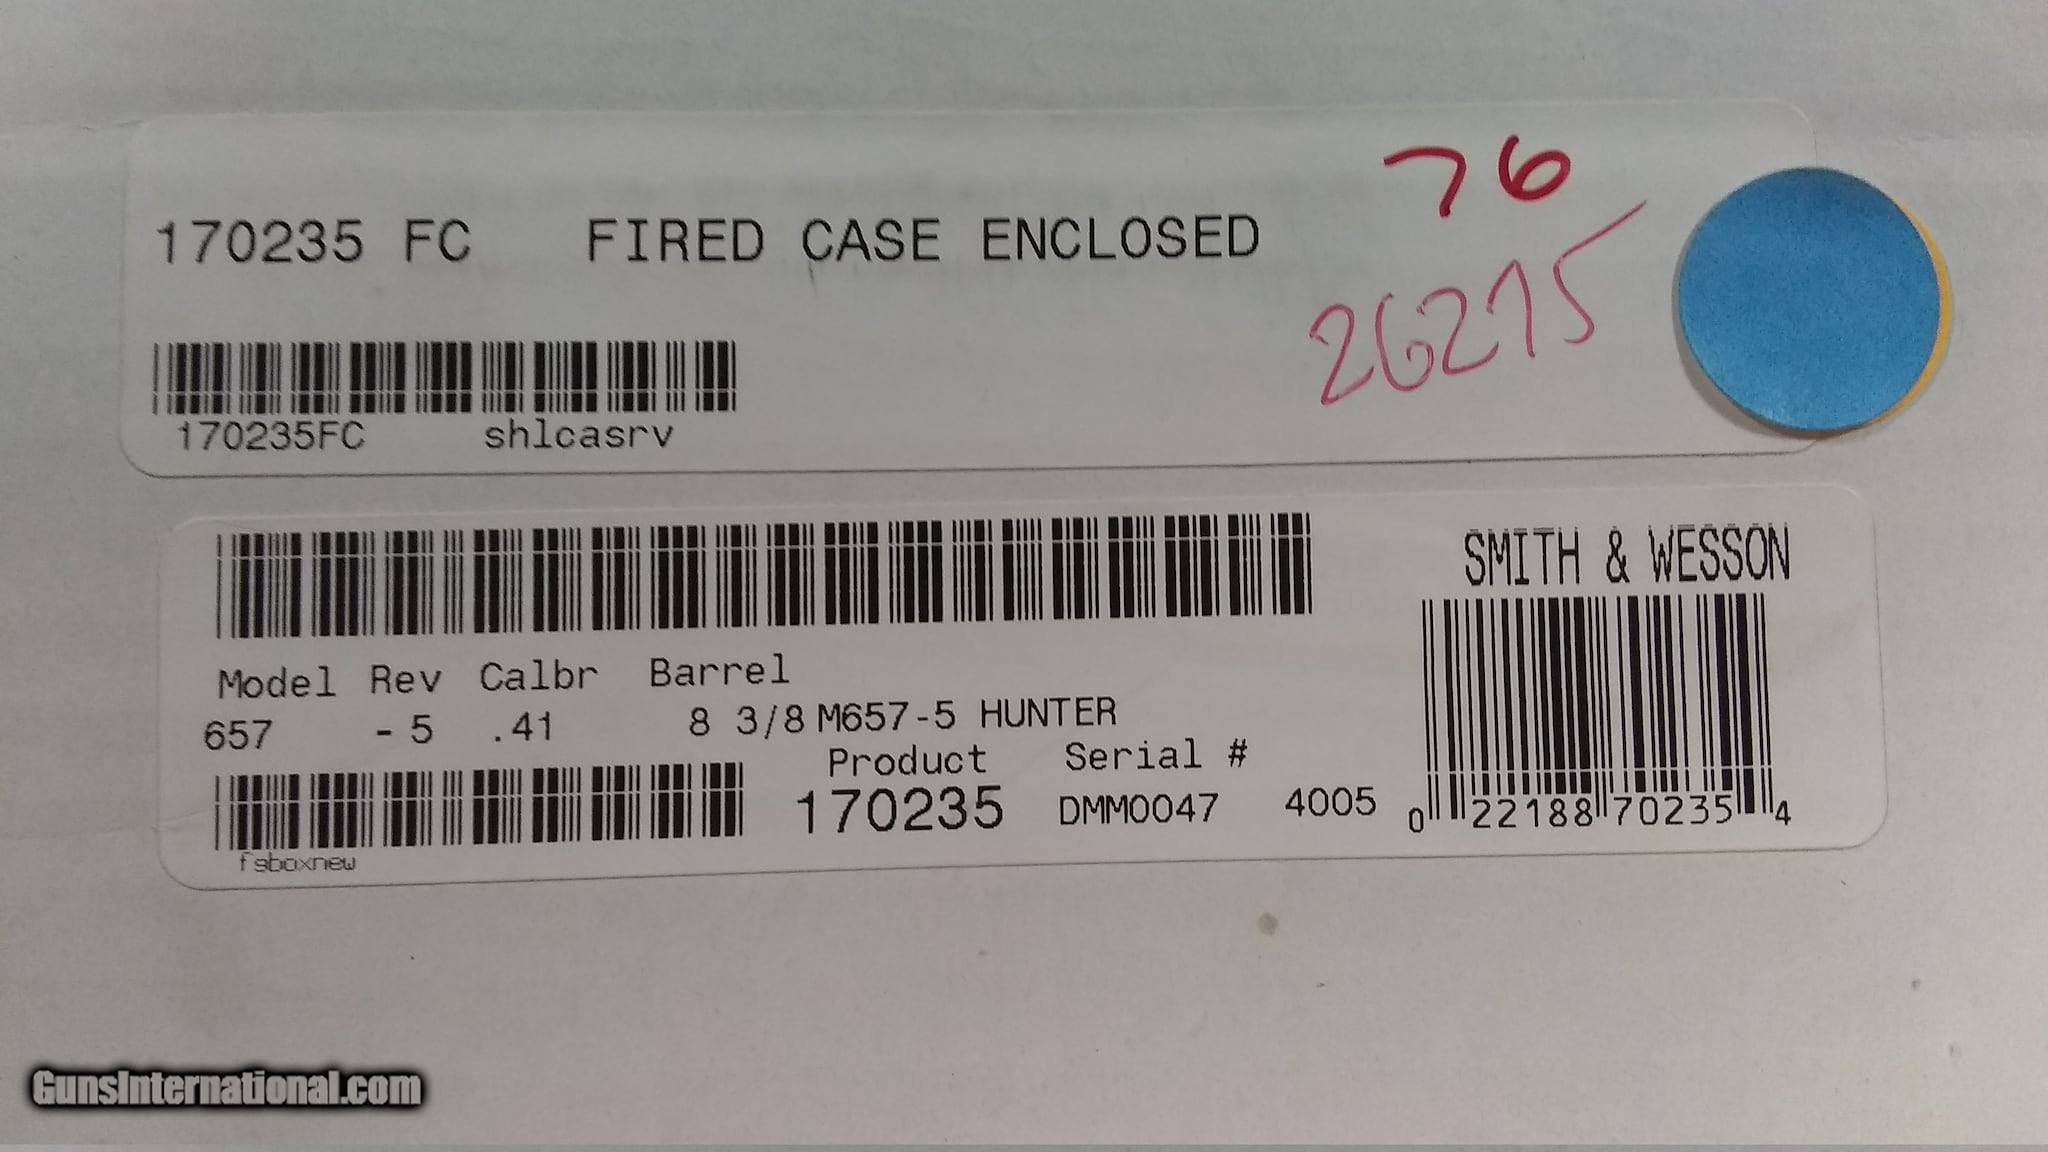 76
170235 FC FIRED CASE ENCLOSED
26275
170235FC shlcasrv
SMITH & WESSON
Model Rev Calbr Barrel
657 - 5 .41 8 3/8 M657-5 HUNTER
Product Serial #
170235 DMM0047 4005
0 22188 70235 4
fgboxnew
GunsInternational.com